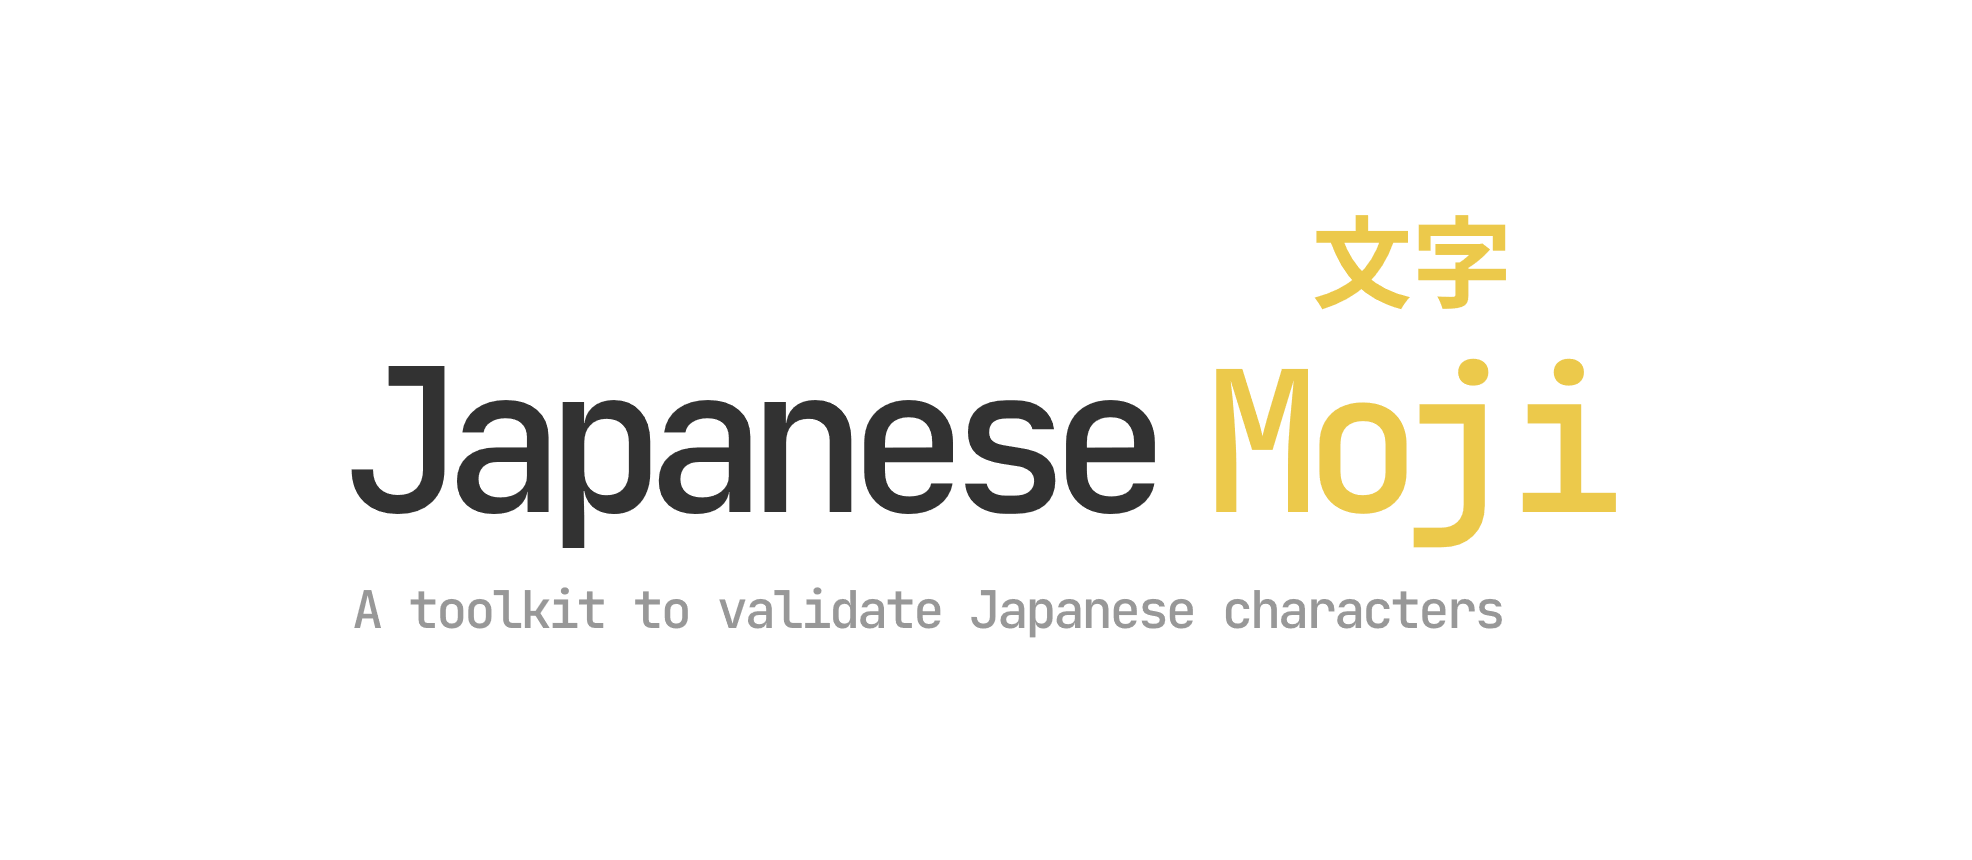 文字
Japanese Moji
A toolkit to validate Japanese characters